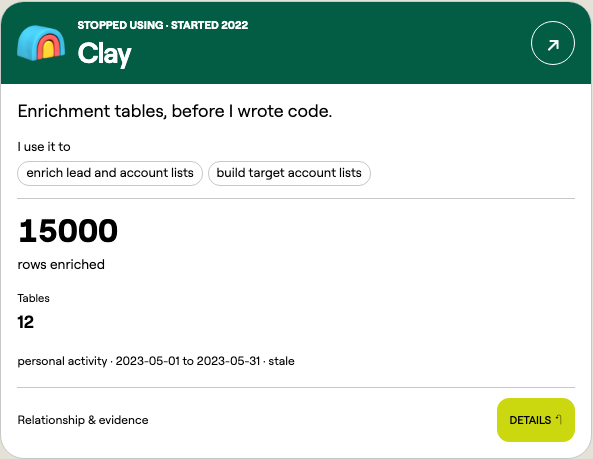 STOPPED USING · STARTED 2022
Clay
Enrichment tables, before I wrote code.
I use it to
enrich lead and account lists
build target account lists
15000
rows enriched
Tables
12
personal activity · 2023-05-01 to 2023-05-31 · stale
Relationship & evidence
DETAILS